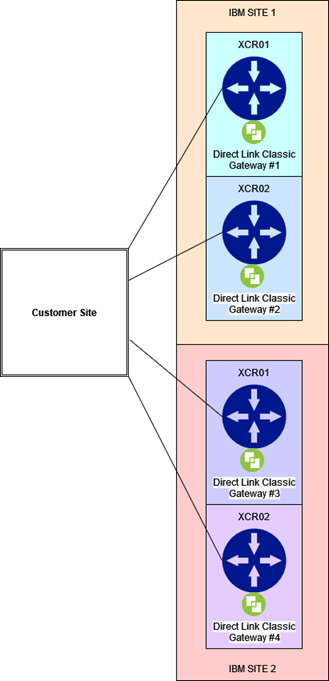 IBM SITE 1
XCR01
Direct Link Classic
Gateway #1
XCR02
Direct Link Classic
Gateway #2
Customer Site
XCR01
Direct Link Classic
Gateway #3
XCR02
Direct Link Classic
Gateway #4
IBM SITE 2